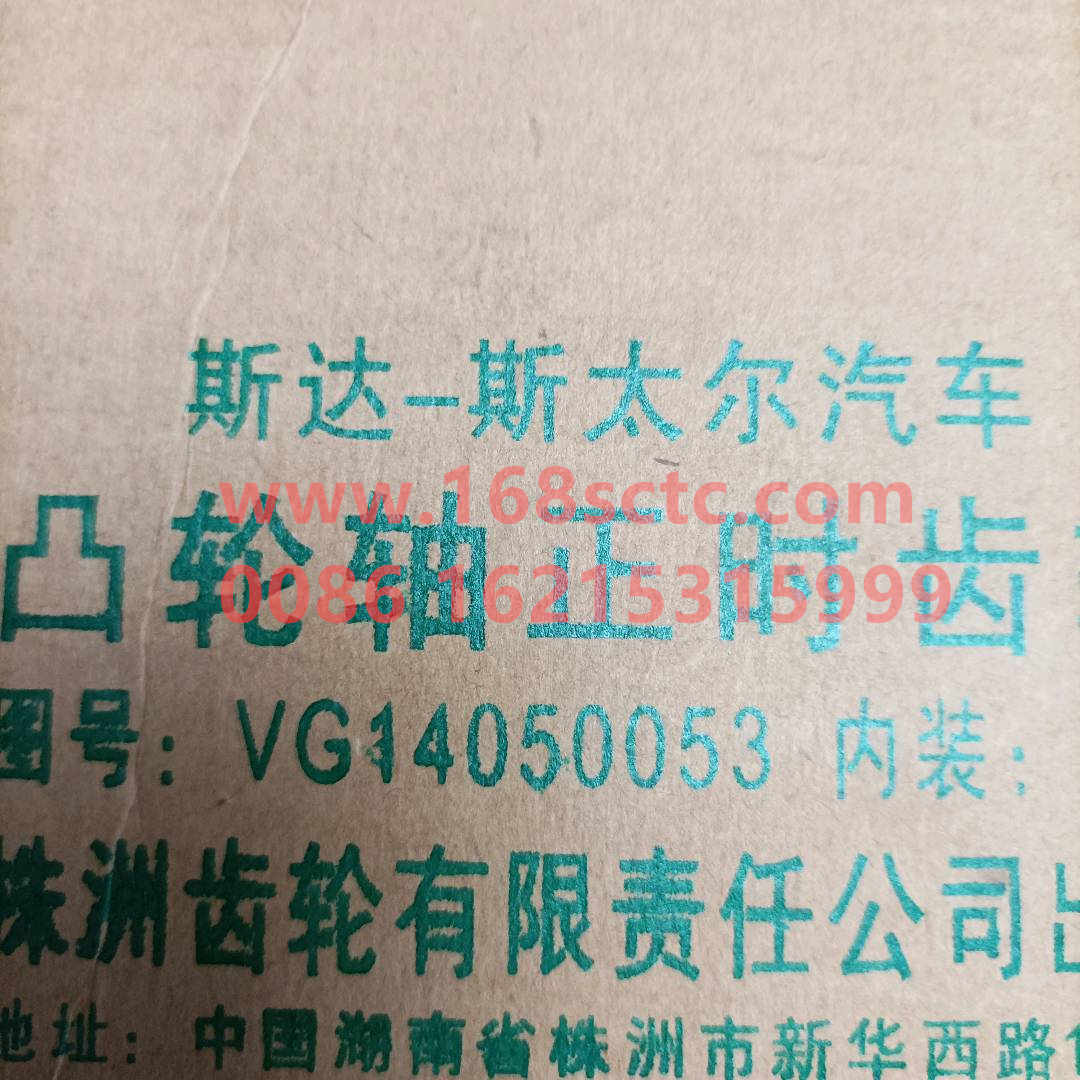 斯达-斯太尔汽车
www.168sctc.com
凸轮轴正时齿
0086 16215315999
图号: VG14050053 内装:
株洲齿轮有限责任公司出
地址: 中国湖南省株洲市新华西路